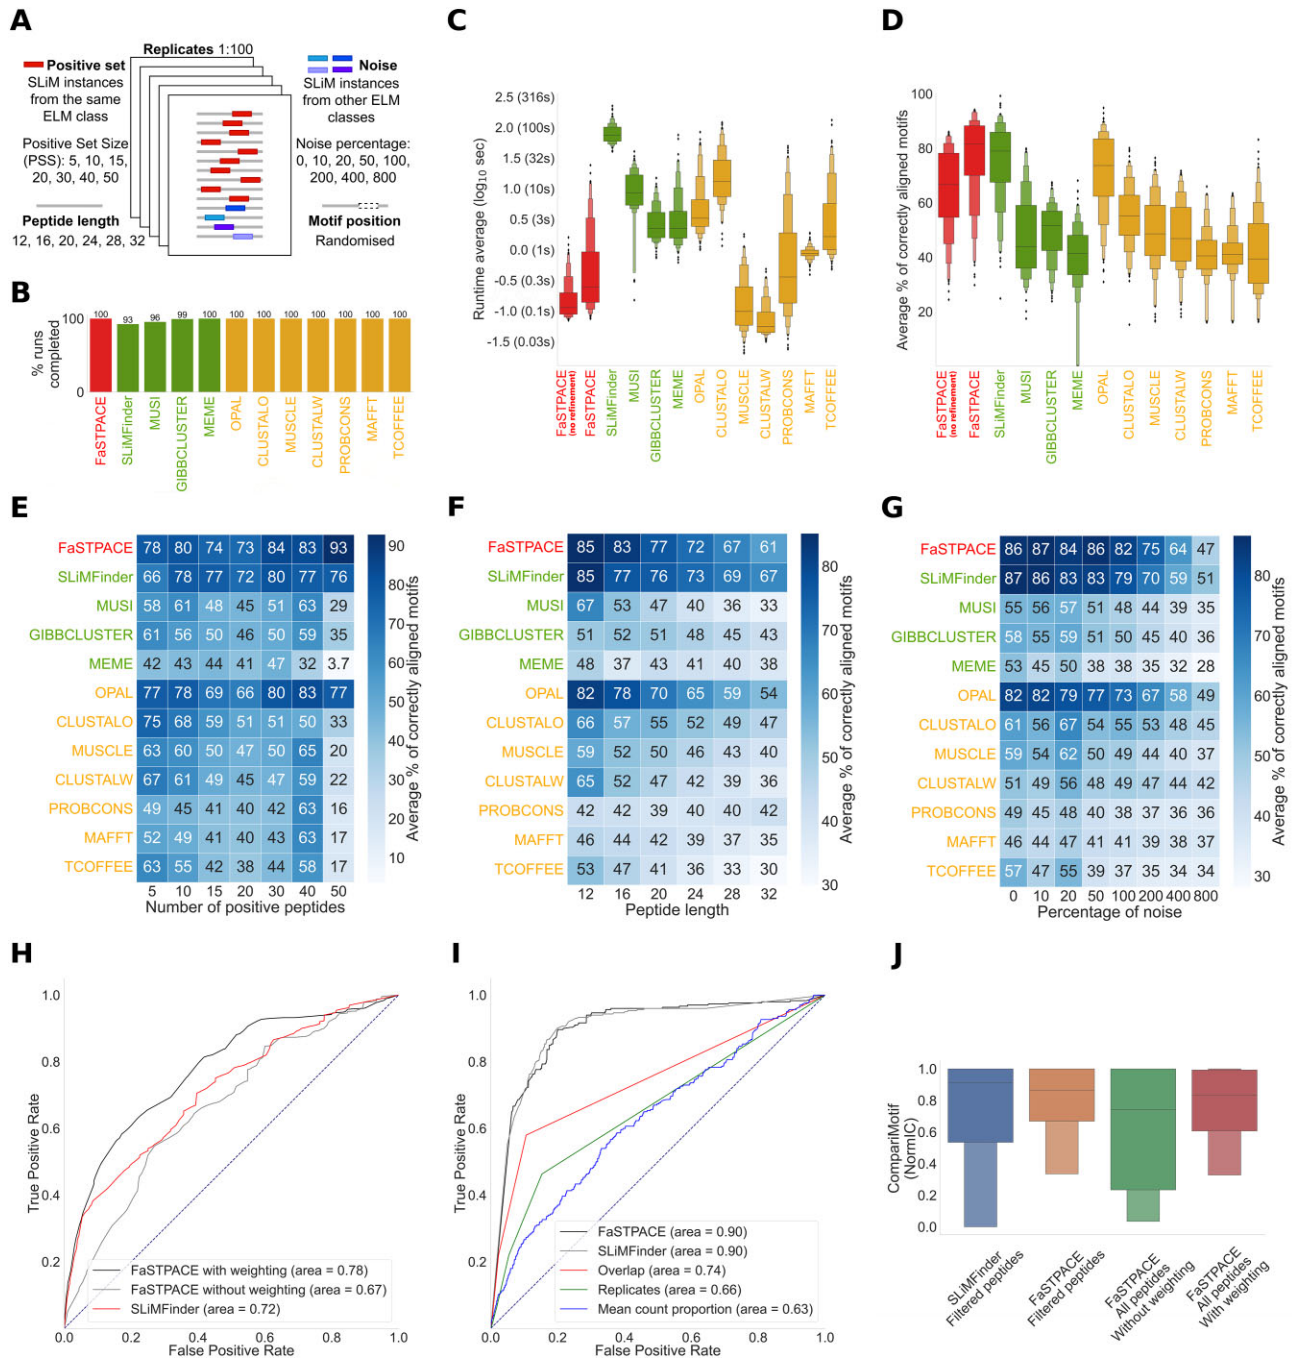 A
Replicates 1:100
Positive set
SLiM instances
from the same
ELM class
Positive Set Size
(PSS): 5, 10, 15,
20, 30, 40, 50
Peptide length
12, 16, 20, 24, 28, 32
Noise
SLiM instances
from other ELM
classes
Noise percentage:
0, 10, 20, 50, 100,
200, 400, 800
Motif position
Randomised
B
% runs
completed
100
0
100 93 96 99 100 100 100 100 100 100 100 100
FaSTPACE
SLiMFinder
MUSI
GIBBCLUSTER
MEME
OPAL
CLUSTALO
MUSCLE
CLUSTALW
PROBCONS
MAFFT
TCOFFEE
C
Runtime average (log10 sec)
2.5 (316s)
2.0 (100s)
1.5 (32s)
1.0 (10s)
0.5 (3s)
0.0 (1s)
-0.5 (0.3s)
-1.0 (0.1s)
-1.5 (0.03s)
FaSTPACE
(no refinement)
FaSTPACE
SLiMFinder
MUSI
GIBBCLUSTER
MEME
OPAL
CLUSTALO
MUSCLE
CLUSTALW
PROBCONS
MAFFT
TCOFFEE
D
Average % of correctly aligned motifs
100
80
60
40
20
FaSTPACE
(no refinement)
FaSTPACE
SLiMFinder
MUSI
GIBBCLUSTER
MEME
OPAL
CLUSTALO
MUSCLE
CLUSTALW
PROBCONS
MAFFT
TCOFFEE
E
FaSTPACE 78 80 74 73 84 83 93
SLiMFinder 66 78 77 72 80 77 76
MUSI 58 61 48 45 51 63 29
GIBBCLUSTER 61 56 50 46 50 59 35
MEME 42 43 44 41 47 32 3.7
OPAL 77 78 69 66 80 83 77
CLUSTALO 75 68 59 51 51 50 33
MUSCLE 63 60 50 47 50 65 20
CLUSTALW 67 61 49 45 47 59 22
PROBCONS 49 45 41 40 42 63 16
MAFFT 52 49 41 40 43 63 17
TCOFFEE 63 55 42 38 44 58 17
5 10 15 20 30 40 50
Number of positive peptides
90
80
70
60
50
40
30
20
10
Average % of correctly aligned motifs
F
FaSTPACE 85 83 77 72 67 61
SLiMFinder 85 77 76 73 69 67
MUSI 67 53 47 40 36 33
GIBBCLUSTER 51 52 51 48 45 43
MEME 48 37 43 41 40 38
OPAL 82 78 70 65 59 54
CLUSTALO 66 57 55 52 49 47
MUSCLE 59 52 50 46 43 40
CLUSTALW 65 52 47 42 39 36
PROBCONS 42 42 39 40 40 42
MAFFT 46 44 42 39 37 35
TCOFFEE 53 47 41 36 33 30
12 16 20 24 28 32
Peptide length
80
70
60
50
40
30
Average % of correctly aligned motifs
G
FaSTPACE 86 87 84 86 82 75 64 47
SLiMFinder 87 86 83 83 79 70 59 51
MUSI 55 56 57 51 48 44 39 35
GIBBCLUSTER 58 55 59 51 50 45 40 36
MEME 53 45 50 38 38 35 32 28
OPAL 82 82 79 77 73 67 58 49
CLUSTALO 61 56 67 54 55 53 48 45
MUSCLE 59 54 62 50 49 44 40 37
CLUSTALW 51 49 56 48 49 47 44 42
PROBCONS 49 45 48 40 38 37 36 36
MAFFT 46 44 47 41 41 39 38 37
TCOFFEE 57 47 55 39 37 35 34 34
0 10 20 50 100 200 400 800
Percentage of noise
80
70
60
50
40
30
Average % of correctly aligned motifs
H
True Positive Rate
1.0
0.8
0.6
0.4
0.2
FaSTPACE with weighting (area = 0.78)
FaSTPACE without weighting (area = 0.67)
SLiMFinder (area = 0.72)
0.0 0.2 0.4 0.6 0.8 1.0
False Positive Rate
I
True Positive Rate
1.0
0.8
0.6
0.4
0.2
FaSTPACE (area = 0.90)
SLiMFinder (area = 0.90)
Overlap (area = 0.74)
Replicates (area = 0.66)
Mean count proportion (area = 0.63)
0.0 0.2 0.4 0.6 0.8 1.0
False Positive Rate
J
CompariMotif
(NormIC)
1.0
0.8
0.6
0.4
0.2
0.0
SLiMFinder
Filtered peptides
FaSTPACE
Filtered peptides
FaSTPACE
All peptides
Without weighting
FaSTPACE
All peptides
With weighting